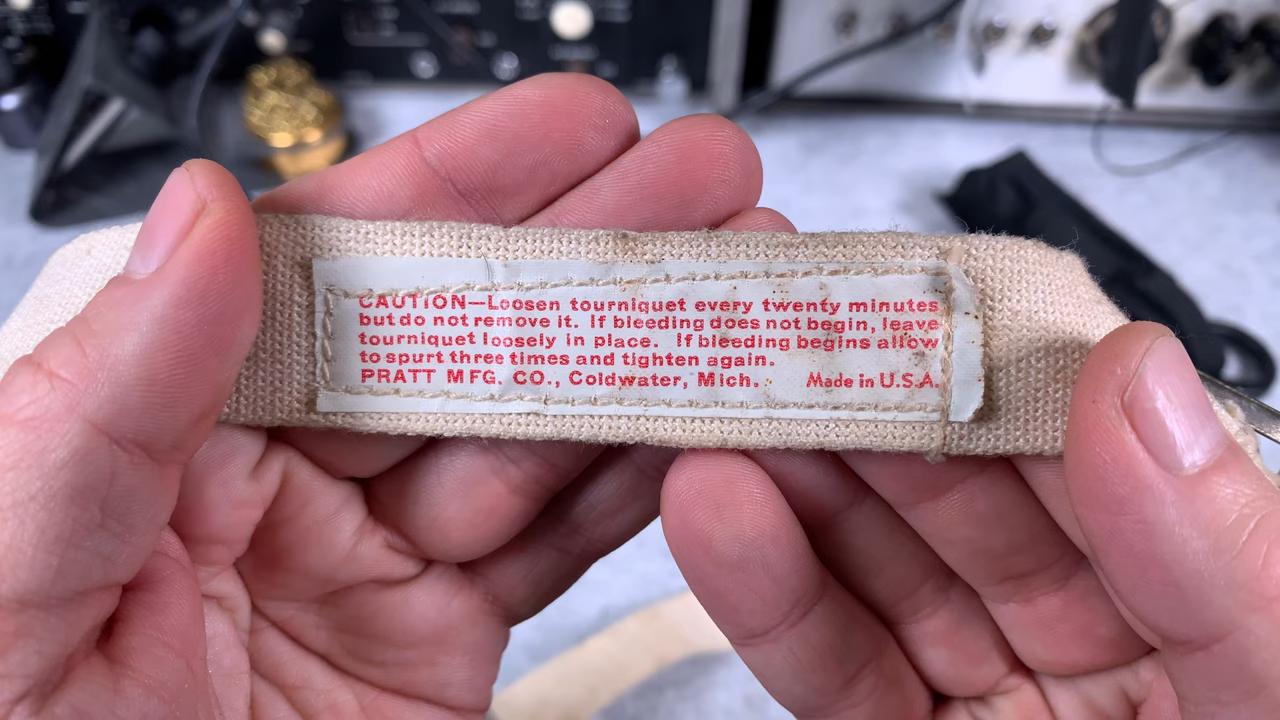 CAUTION—Loosen tourniquet every twenty minutes
but do not remove it. If bleeding does not begin, leave
tourniquet loosely in place. If bleeding begins allow
to spurt three times and tighten again.
PRATT MFG. CO., Coldwater, Mich. Made in U.S.A.